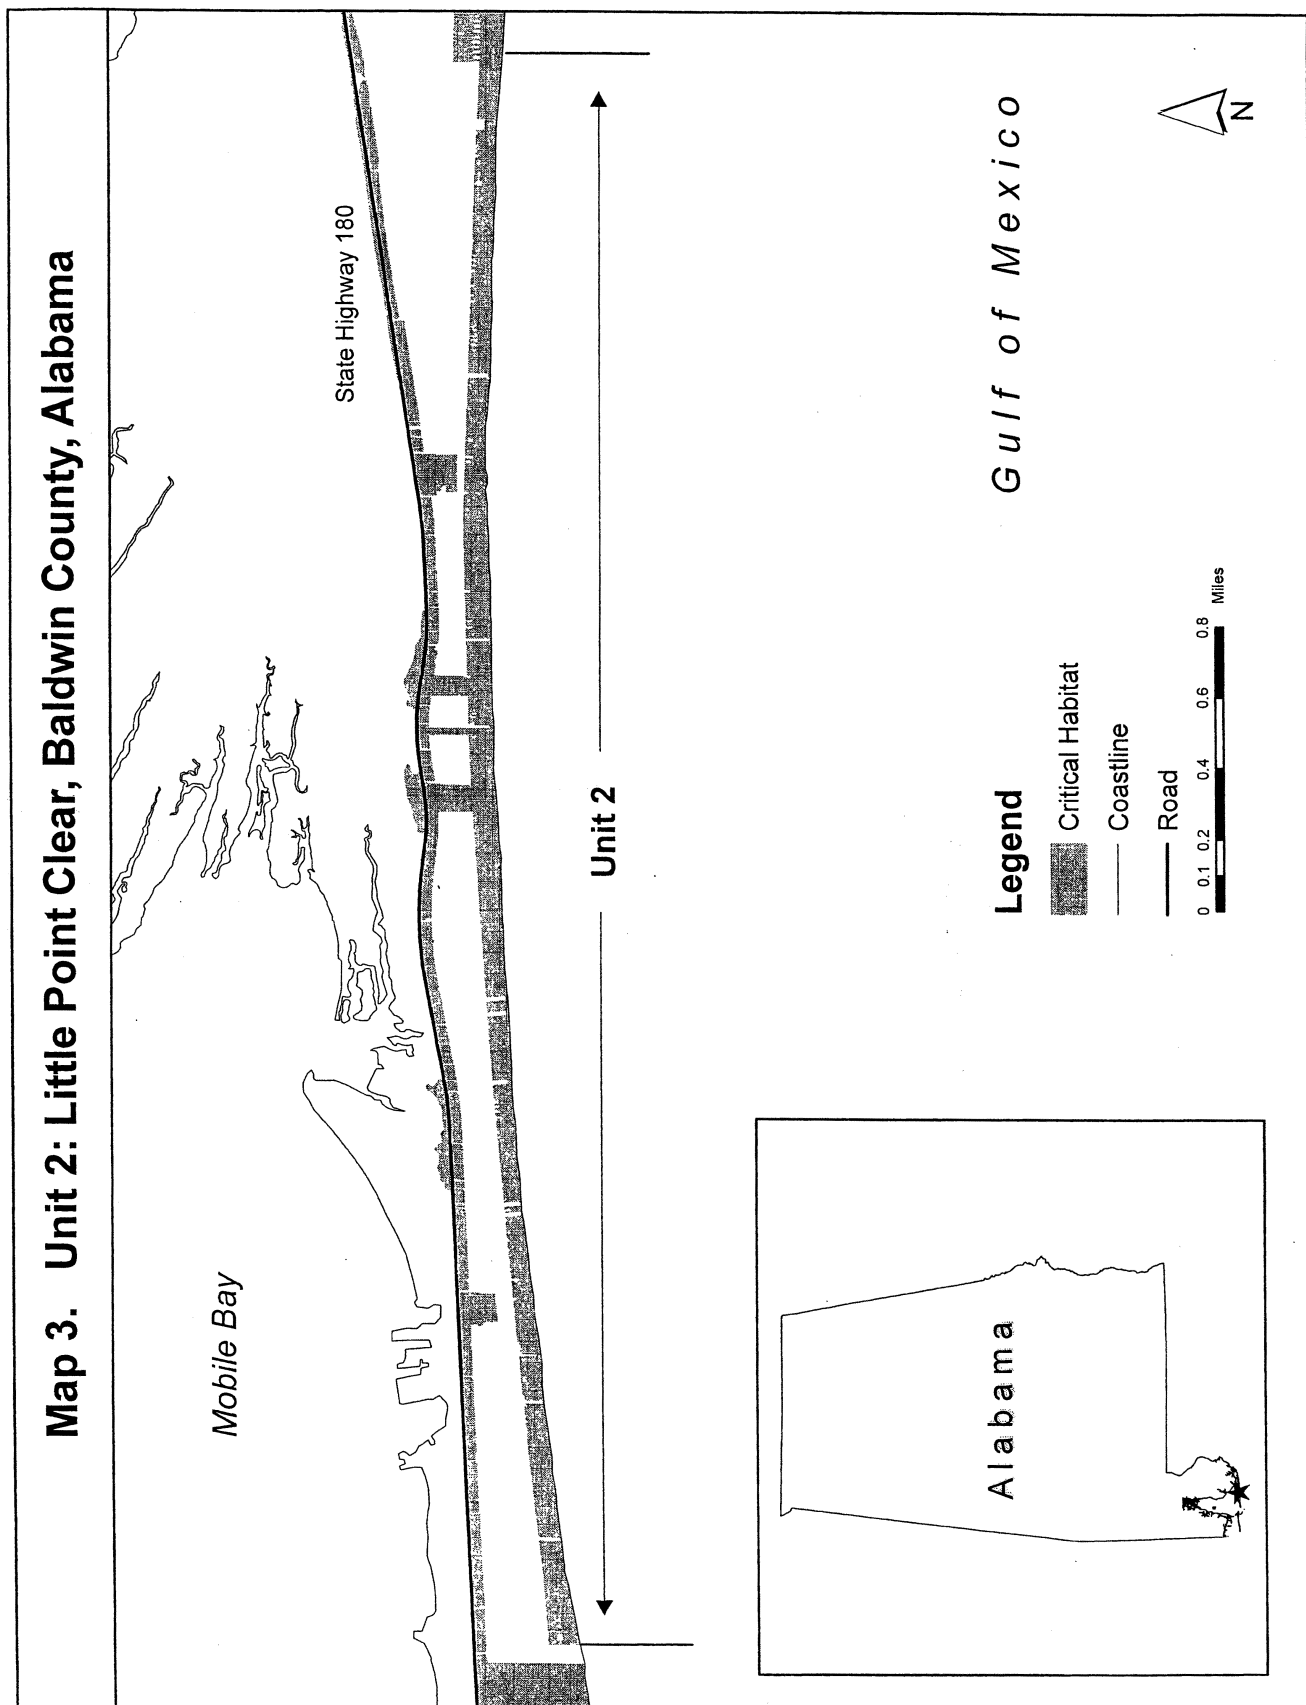 Map 3. Unit 2: Little Point Clear, Baldwin County, Alabama
State Highway 180
Mobile Bay
Unit 2
Gulf of Mexico
N
Legend
Critical Habitat
Coastline
Road
0 0.1 0.2 0.4 0.6 0.8
Miles
Alabama